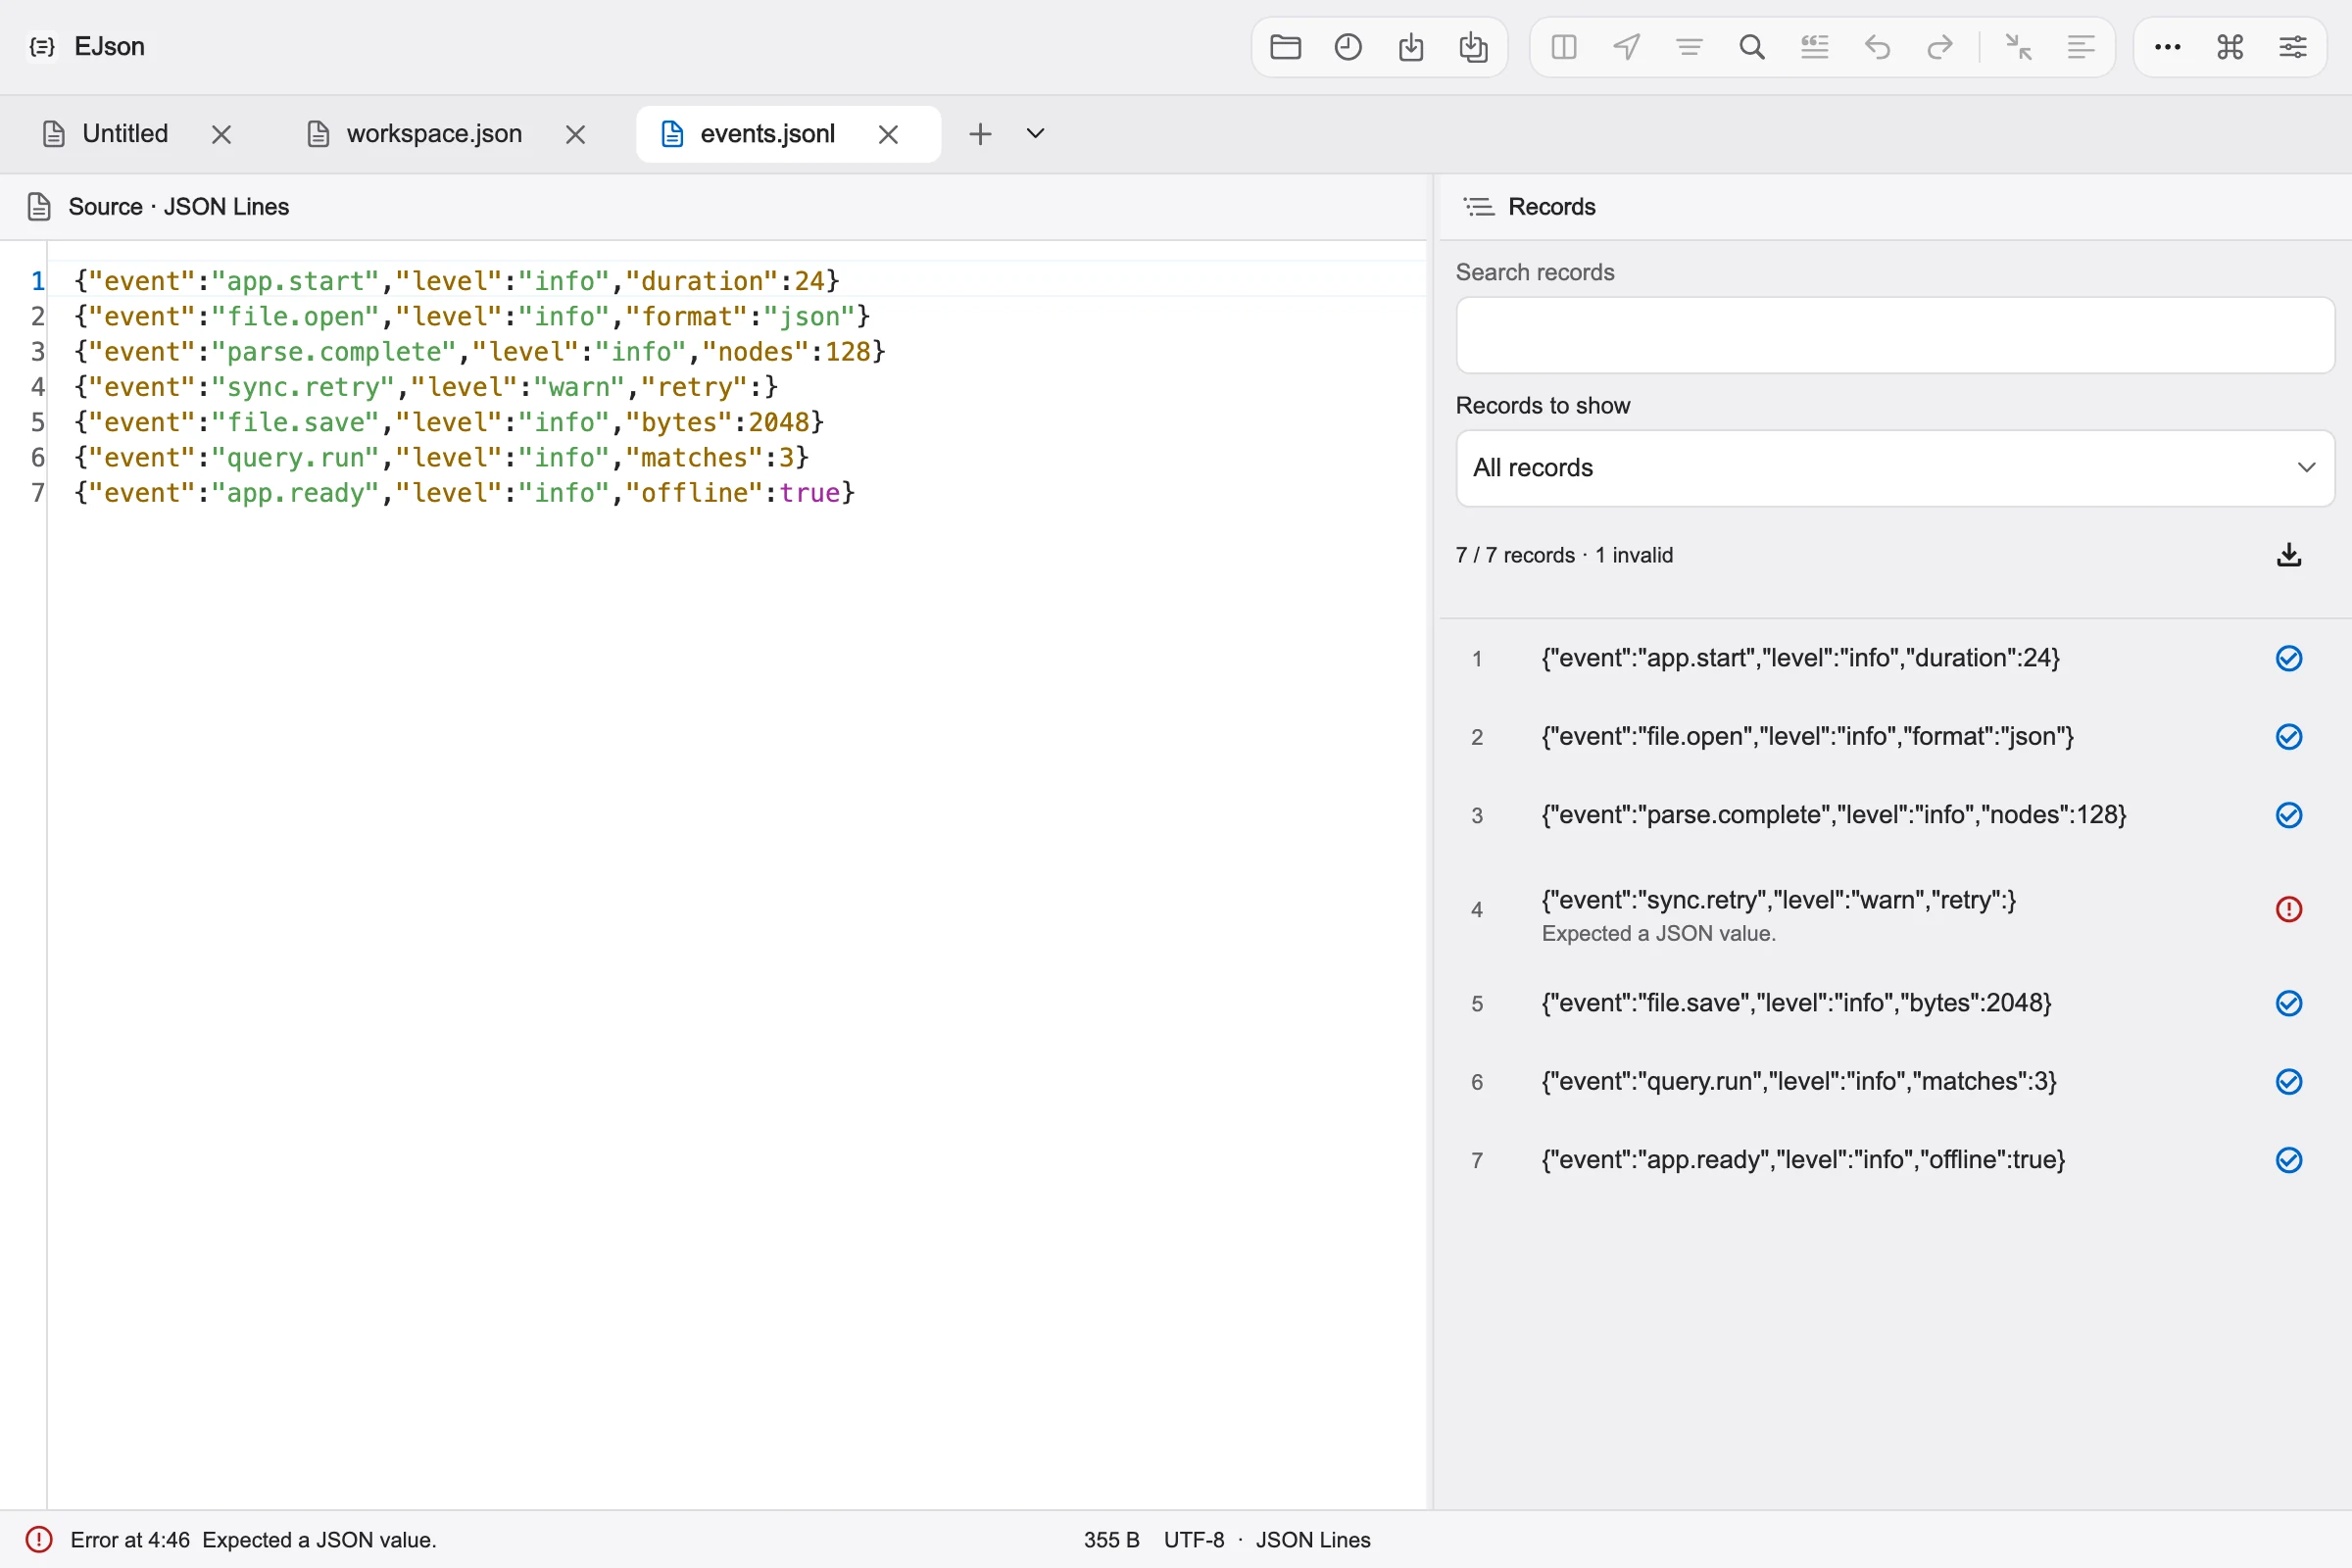 EJson
Untitled
workspace.json
events.jsonl
Source · JSON Lines
1 {"event":"app.start","level":"info","duration":24}
2 {"event":"file.open","level":"info","format":"json"}
3 {"event":"parse.complete","level":"info","nodes":128}
4 {"event":"sync.retry","level":"warn","retry":}
5 {"event":"file.save","level":"info","bytes":2048}
6 {"event":"query.run","level":"info","matches":3}
7 {"event":"app.ready","level":"info","offline":true}
Records
Search records
Records to show
All records
7 / 7 records · 1 invalid
1 {"event":"app.start","level":"info","duration":24}
2 {"event":"file.open","level":"info","format":"json"}
3 {"event":"parse.complete","level":"info","nodes":128}
4 {"event":"sync.retry","level":"warn","retry":}
Expected a JSON value.
5 {"event":"file.save","level":"info","bytes":2048}
6 {"event":"query.run","level":"info","matches":3}
7 {"event":"app.ready","level":"info","offline":true}
Error at 4:46 Expected a JSON value.
355 B UTF-8 · JSON Lines